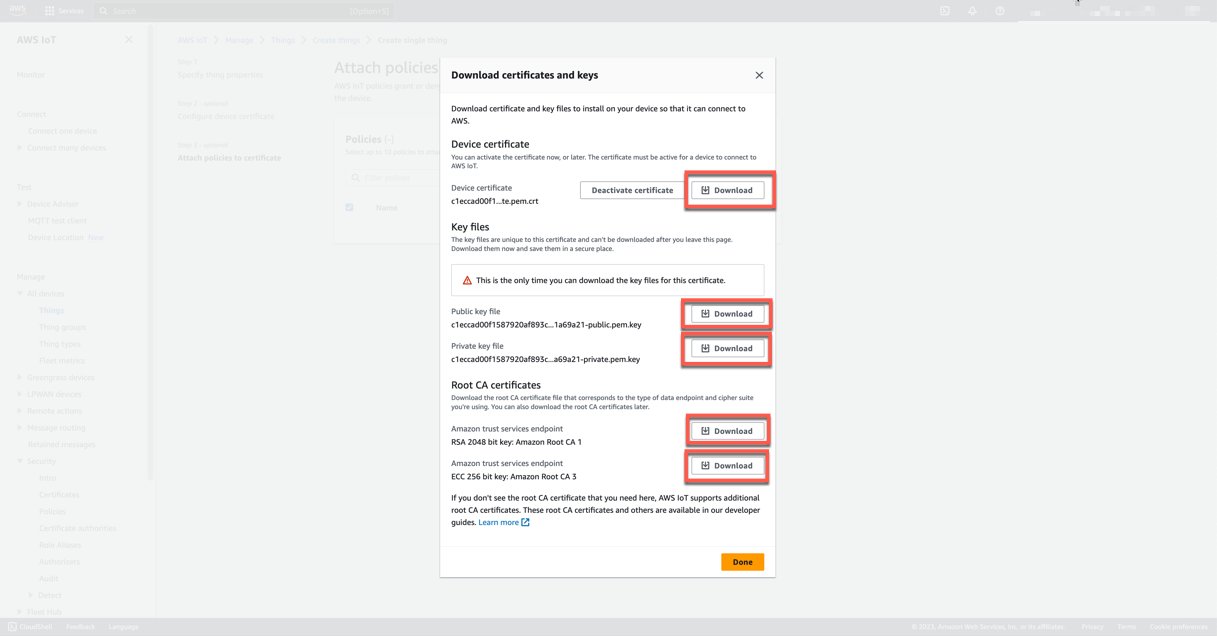 aws
Services
Search
[Option+S]
AWS IoT
AWS IoT > Manage > Things > Create things > Create single thing
Monitor
Connect
Connect one device
Connect many devices
Test
Device Advisor
MQTT test client
Device Location New
Manage
All devices
Things
Thing groups
Thing types
Fleet metrics
Greengrass devices
LPWAN devices
Remote actions
Message routing
Retained messages
Security
Intro
Certificates
Policies
Certificate authorities
Role Aliases
Authorizers
Audit
Detect
Fleet Hub
Step 1
Specify thing properties
Step 2 - optional
Configure device certificate
Step 3 - optional
Attach policies to certificate
Attach policies
AWS IoT policies grant or deny
the device.
Policies (-)
Select up to 10 policies to attach
Filter policies
Name
Download certificates and keys
Download certificate and key files to install on your device so that it can connect to
AWS.
Device certificate
You can activate the certificate now, or later. The certificate must be active for a device to connect to
AWS IoT.
Device certificate
c1eccad00f1...te.pem.crt
Deactivate certificate
Download
Key files
The key files are unique to this certificate and can't be downloaded after you leave this page.
Download them now and save them in a secure place.
This is the only time you can download the key files for this certificate.
Public key file
c1eccad00f1587920af893c...1a69a21-public.pem.key
Download
Private key file
c1eccad00f1587920af893c...a69a21-private.pem.key
Download
Root CA certificates
Download the root CA certificate file that corresponds to the type of data endpoint and cipher suite
you're using. You can also download the root CA certificates later.
Amazon trust services endpoint
RSA 2048 bit key: Amazon Root CA 1
Download
Amazon trust services endpoint
ECC 256 bit key: Amazon Root CA 3
Download
If you don't see the root CA certificate that you need here, AWS IoT supports additional
root CA certificates. These root CA certificates and others are available in our developer
guides. Learn more
Done
CloudShell
Feedback
Language
© 2023, Amazon Web Services, Inc. or its affiliates.
Privacy
Terms
Cookie preferences